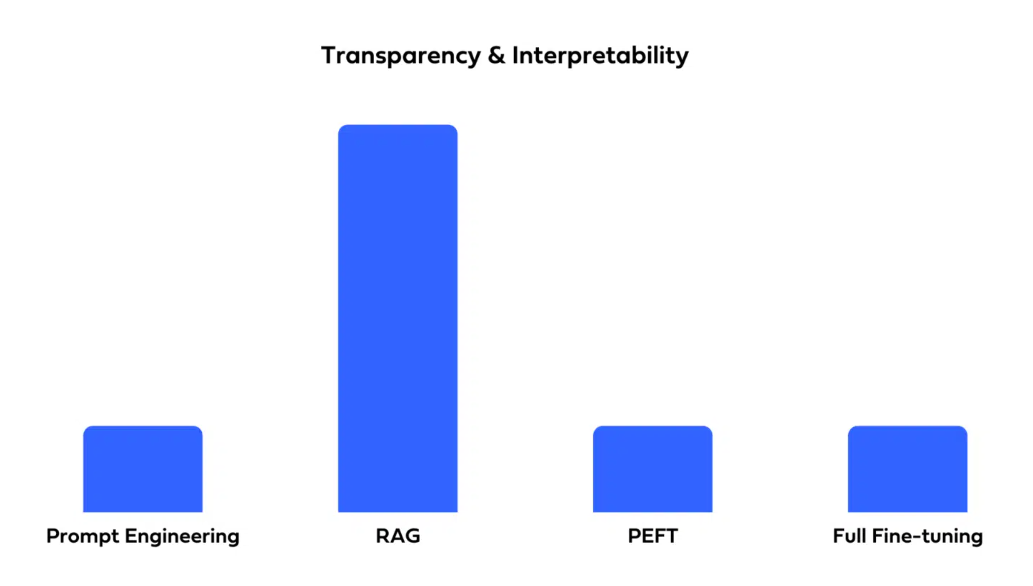 Transparency & Interpretability
Prompt Engineering
RAG
PEFT
Full Fine-tuning